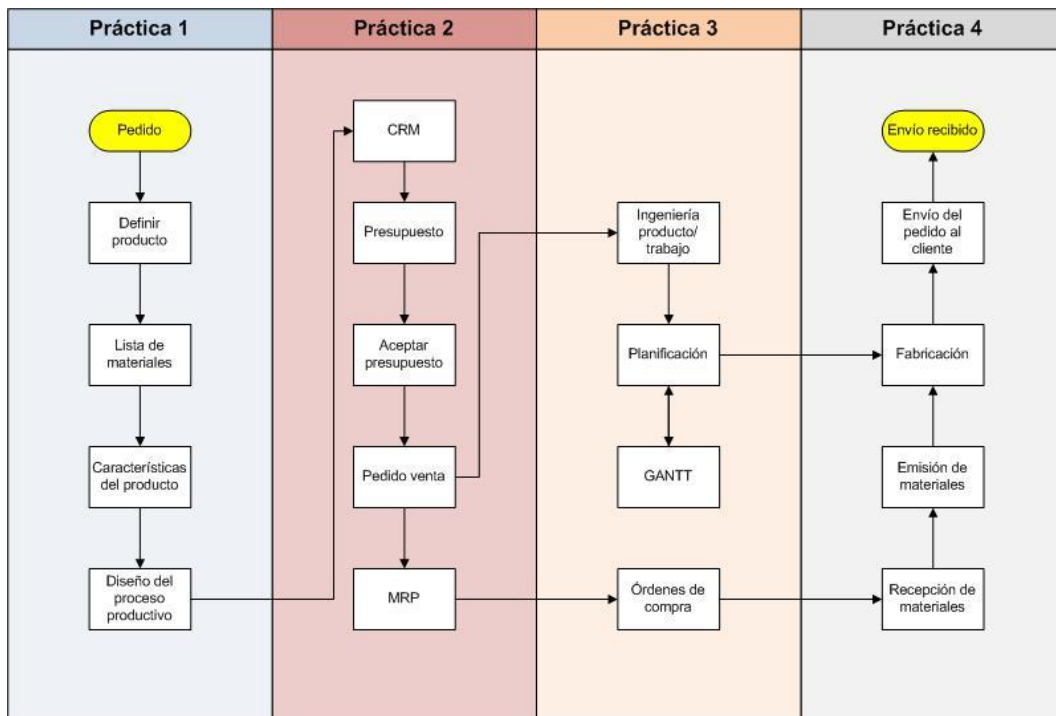 Práctica 1
Práctica 2
Práctica 3
Práctica 4
Pedido
Definir
producto
Lista de
materiales
Características
del producto
Diseño del
proceso
productivo
CRM
Presupuesto
Aceptar
presupuesto
Pedido venta
MRP
Ingeniería
producto/
trabajo
Planificación
GANTT
Órdenes de
compra
Envío recibido
Envío del
pedido al
cliente
Fabricación
Emisión de
materiales
Recepción de
materiales